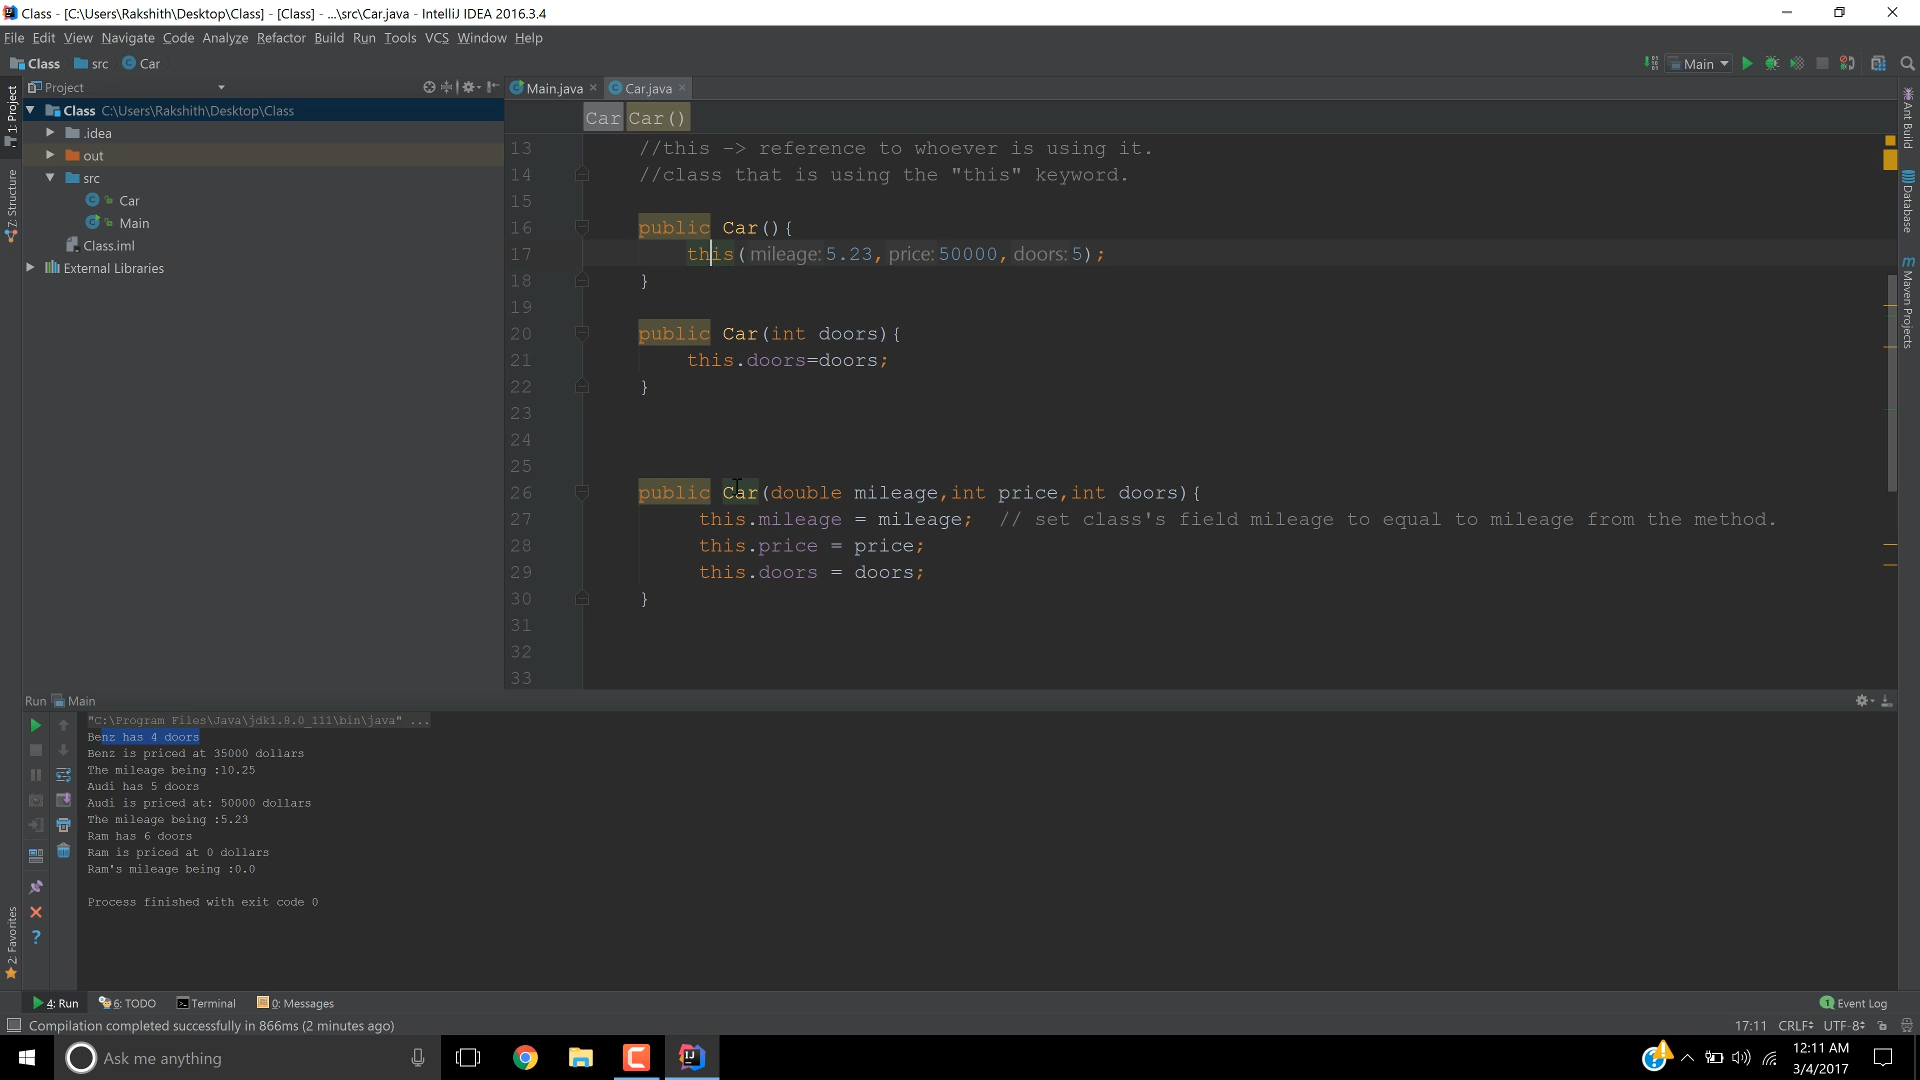 Class - [C:\Users\Rakshith\Desktop\Class] - [Class] - ...\src\Car.java - IntelliJ IDEA 2016.3.4
File Edit View Navigate Code Analyze Refactor Build Run Tools VCS Window Help
Class src Car
Main
Project
Main.java Car.java
1: Project
Z: Structure
2: Favorites
Class C:\Users\Rakshith\Desktop\Class
.idea
out
src
Car
Main
Class.iml
External Libraries
Car Car()
13 //this -> reference to whoever is using it.
14 //class that is using the "this" keyword.
15
16 public Car(){
17 this( mileage: 5.23, price: 50000, doors: 5);
18 }
19
20 public Car(int doors){
21 this.doors=doors;
22 }
23
24
25
26 public Car(double mileage,int price,int doors){
27 this.mileage = mileage; // set class's field mileage to equal to mileage from the method.
28 this.price = price;
29 this.doors = doors;
30 }
31
32
33
Ant Build
Database
Maven Projects
Run Main
"C:\Program Files\Java\jdk1.8.0_111\bin\java" ...
Benz has 4 doors
Benz is priced at 35000 dollars
The mileage being :10.25
Audi has 5 doors
Audi is priced at: 50000 dollars
The mileage being :5.23
Ram has 6 doors
Ram is priced at 0 dollars
Ram's mileage being :0.0
Process finished with exit code 0
4: Run 6: TODO Terminal 0: Messages 1 Event Log
Compilation completed successfully in 866ms (2 minutes ago) 17:11 CRLF UTF-8
Ask me anything
12:11 AM
3/4/2017